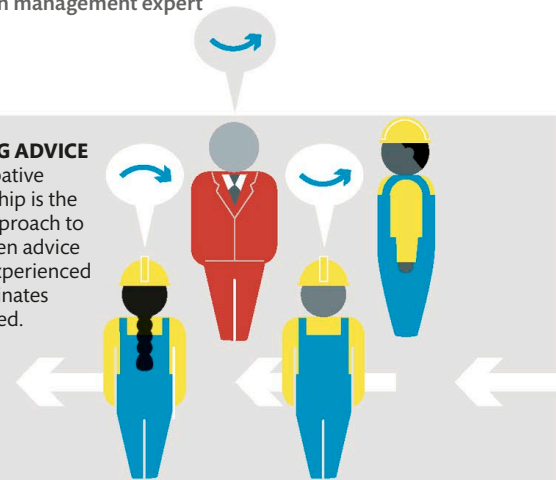 n management expert
G ADVICE
pative
hip is the
proach to
en advice
xperienced
inates
ed.